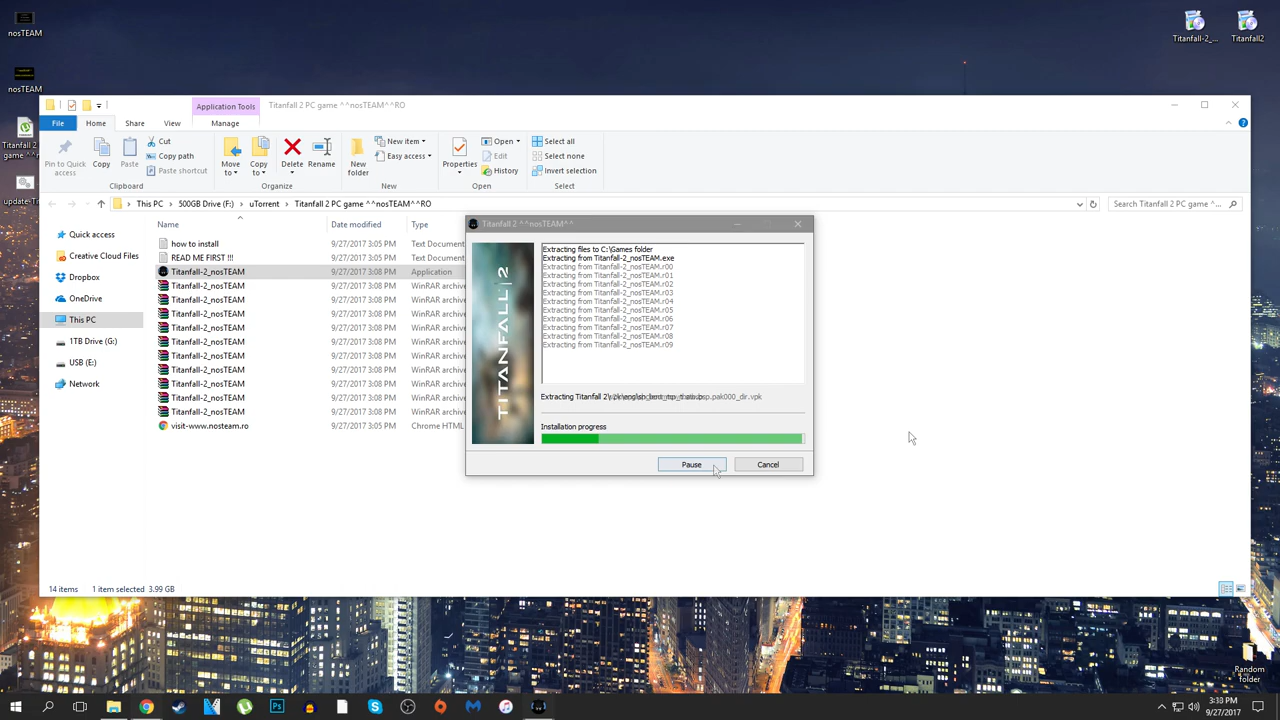 nosTEAM
Titanfall-2_...
Titanfall2
nosTEAM
Titanfall 2 PC game ^^n
update-Ti
Application Tools
Titanfall 2 PC game ^^nosTEAM^^RO
File
Home
Share
View
Manage
Pin to Quick access
Copy
Paste
Cut
Copy path
Paste shortcut
Clipboard
Move to
Copy to
Delete
Rename
Organize
New folder
New item
Easy access
New
Properties
Open
Edit
History
Open
Select all
Select none
Invert selection
Select
This PC
500GB Drive (F:)
uTorrent
Titanfall 2 PC game ^^nosTEAM^^RO
Search Titanfall 2 PC game ^...
Name
Date modified
Type
Quick access
Creative Cloud Files
Dropbox
OneDrive
This PC
1TB Drive (G:)
USB (E:)
Network
how to install 9/27/2017 3:05 PM Text Document
READ ME FIRST !!! 9/27/2017 3:05 PM Text Document
Titanfall-2_nosTEAM 9/27/2017 3:08 PM Application
Titanfall-2_nosTEAM 9/27/2017 3:08 PM WinRAR archive
Titanfall-2_nosTEAM 9/27/2017 3:08 PM WinRAR archive
Titanfall-2_nosTEAM 9/27/2017 3:08 PM WinRAR archive
Titanfall-2_nosTEAM 9/27/2017 3:08 PM WinRAR archive
Titanfall-2_nosTEAM 9/27/2017 3:08 PM WinRAR archive
Titanfall-2_nosTEAM 9/27/2017 3:08 PM WinRAR archive
Titanfall-2_nosTEAM 9/27/2017 3:08 PM WinRAR archive
Titanfall-2_nosTEAM 9/27/2017 3:08 PM WinRAR archive
Titanfall-2_nosTEAM 9/27/2017 3:08 PM WinRAR archive
Titanfall-2_nosTEAM 9/27/2017 3:08 PM WinRAR archive
visit-www.nosteam.ro 9/27/2017 3:05 PM Chrome HTML
Titanfall 2 ^^nosTEAM^^
TITANFALL|2
Extracting files to C:\Games folder
Extracting from Titanfall-2_nosTEAM.exe
Extracting from Titanfall-2_nosTEAM.r00
Extracting from Titanfall-2_nosTEAM.r01
Extracting from Titanfall-2_nosTEAM.r02
Extracting from Titanfall-2_nosTEAM.r03
Extracting from Titanfall-2_nosTEAM.r04
Extracting from Titanfall-2_nosTEAM.r05
Extracting from Titanfall-2_nosTEAM.r06
Extracting from Titanfall-2_nosTEAM.r07
Extracting from Titanfall-2_nosTEAM.r08
Extracting from Titanfall-2_nosTEAM.r09
Extracting Titanfall 2\
Installation progress
Pause
Cancel
14 items
1 item selected 3.99 GB
Random folder
3:33 PM
9/27/2017